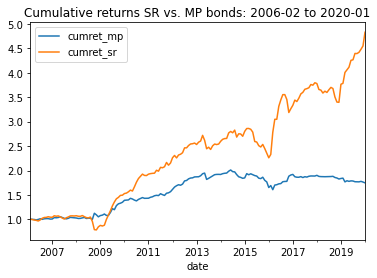 Cumulative returns SR vs. MP bonds: 2006-02 to 2020-01
cumret_mp
cumret_sr
5.0
4.5
4.0
3.5
3.0
2.5
2.0
1.5
1.0
2007 2009 2011 2013 2015 2017 2019
date